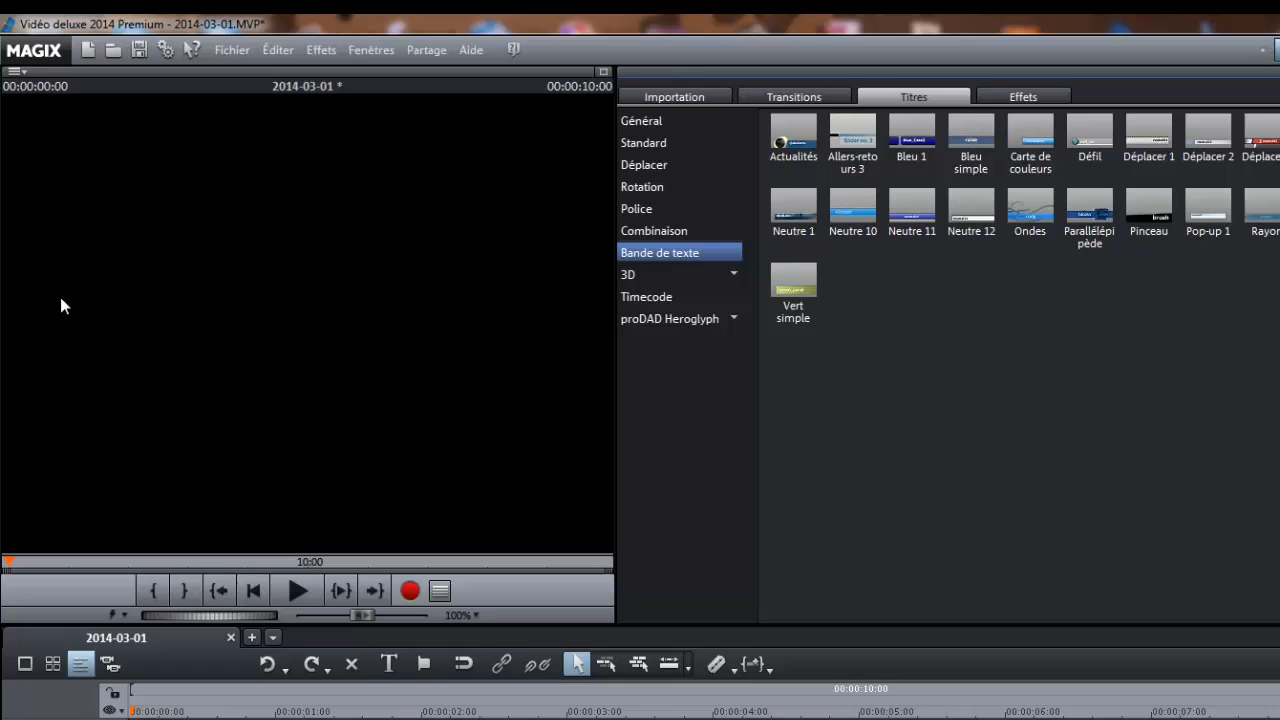 Vidéo deluxe 2014 Premium - 2014-03-01.MVP*
MAGIX Fichier Éditer Effets Fenêtres Partage Aide
00:00:00:00 2014-03-01 * 00:00:10:00
Importation Transitions Titres Effets
Général
Standard
Déplacer
Rotation
Police
Combinaison
Bande de texte
3D
Timecode
proDAD Heroglyph
Actualités
Allers-reto
urs 3
Bleu 1
Bleu
simple
Carte de
couleurs
Défil
Déplacer 1
Déplacer 2
Déplace
Neutre 1
Neutre 10
Neutre 11
Neutre 12
Ondes
Parallélépi
pède
Pinceau
Pop-up 1
Rayor
Vert
simple
10:00
100%
2014-03-01
00:00:10:00
00:00:00:00 00:00:01:00 00:00:02:00 00:00:03:00 00:00:04:00 00:00:05:00 00:00:06:00 00:00:07:00